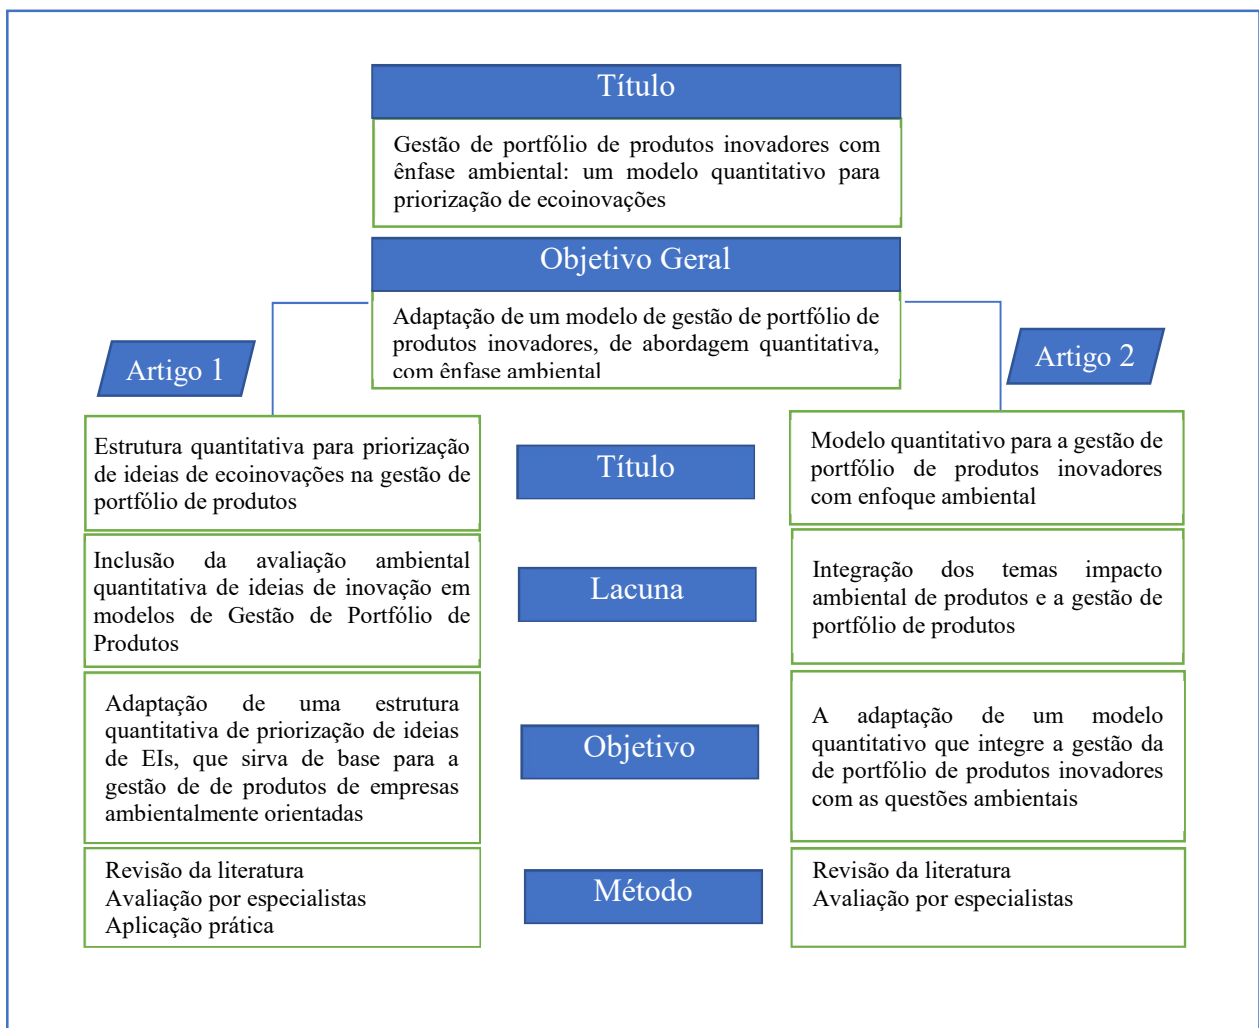 Título
Gestão de portfólio de produtos inovadores com
ênfase ambiental: um modelo quantitativo para
priorização de ecoinovações
Objetivo Geral
Adaptação de um modelo de gestão de portfólio de
produtos inovadores, de abordagem quantitativa,
com ênfase ambiental
Artigo 1
Artigo 2
Estrutura quantitativa para priorização
de ideias de ecoinovações na gestão de
portfólio de produtos
Título
Modelo quantitativo para a gestão de
portfólio de produtos inovadores
com enfoque ambiental
Inclusão da avaliação ambiental
quantitativa de ideias de inovação em
modelos de Gestão de Portfólio de
Produtos
Lacuna
Integração dos temas impacto
ambiental de produtos e a gestão de
portfólio de produtos
Adaptação de uma estrutura
quantitativa de priorização de ideias
de EIs, que sirva de base para a
gestão de de produtos de empresas
ambientalmente orientadas
Objetivo
A adaptação de um modelo
quantitativo que integre a gestão da
de portfólio de produtos inovadores
com as questões ambientais
Revisão da literatura
Avaliação por especialistas
Aplicação prática
Método
Revisão da literatura
Avaliação por especialistas